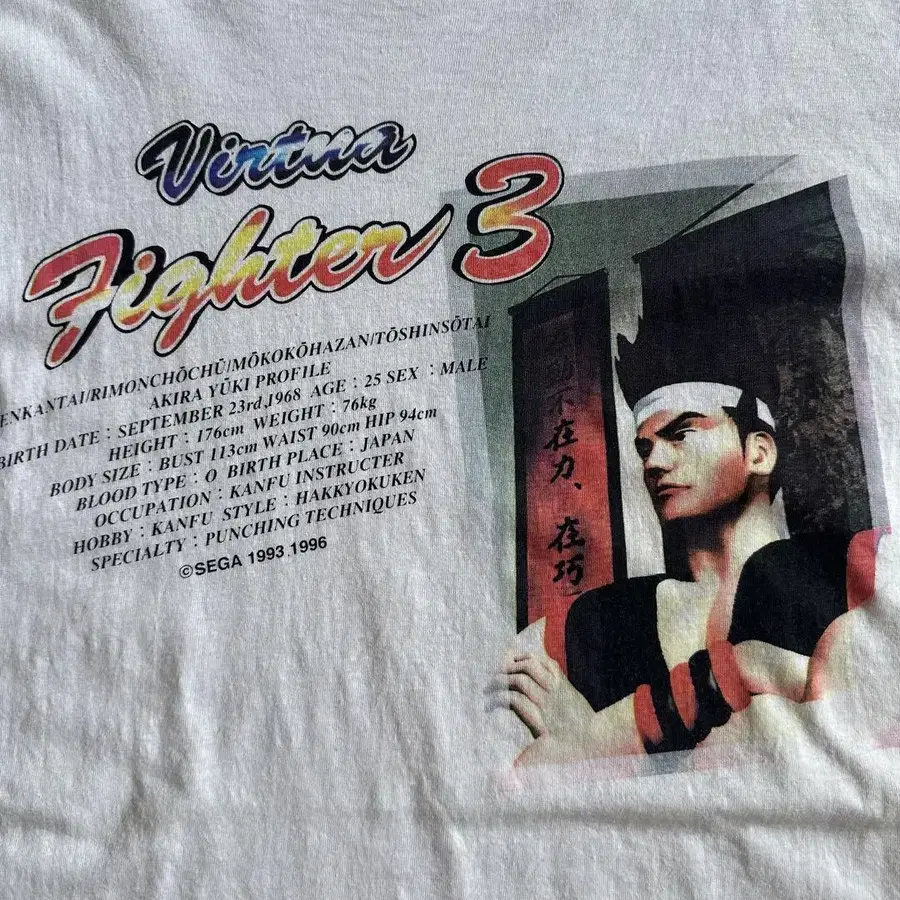 Virtua
Fighter 3
ENKANTAI/RIMONCHŌCHŪ/MŌKOKŌHAZAN/TŌSHINSŌTAI
AKIRA YŪKI PROFILE
BIRTH DATE : SEPTEMBER 23rd,1968 AGE : 25 SEX : MALE
HEIGHT : 176cm WEIGHT : 76kg
BODY SIZE : BUST 113cm WAIST 90cm HIP 94cm
BLOOD TYPE : O BIRTH PLACE : JAPAN
OCCUPATION : KANFU INSTRUCTER
HOBBY : KANFU STYLE : HAKKYOKUKEN
SPECIALTY : PUNCHING TECHNIQUES
©SEGA 1993,1996
不在力、在巧